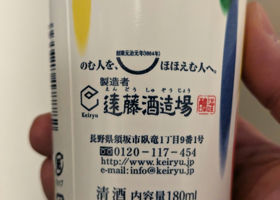 創業元治元年(1864年)
のむ人を、ほほえむ人へ。
製造者
えんどうしゅぞうじょう
遠藤酒造場
Keiryu
長野県須坂市臥竜1丁目9番1号
0120-117-454
http://www.keiryu.jp
e-mail:info@keiryu.jp
清酒 内容量180ml